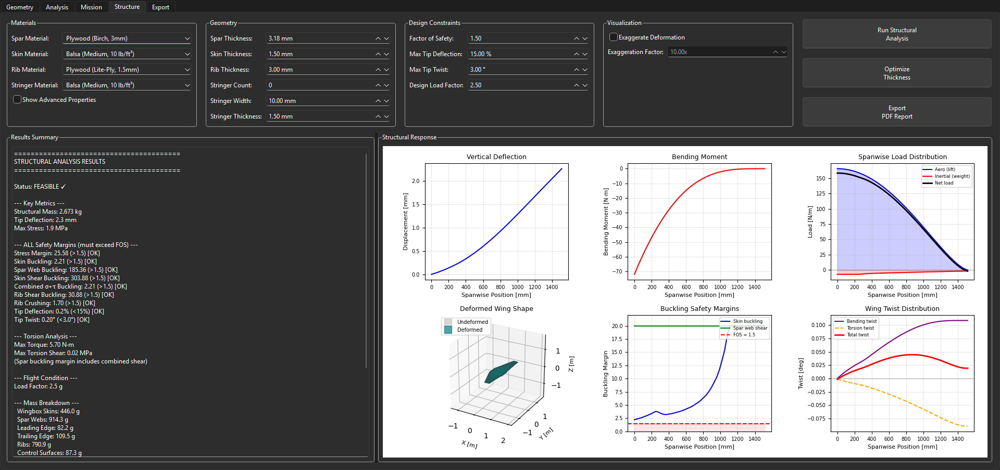 Geometry Analysis Mission Structure Export
Materials
Spar Material: Plywood (Birch, 3mm)
Skin Material: Balsa (Medium, 10 lb/ft³)
Rib Material: Plywood (Lite-Ply, 1.5mm)
Stringer Material: Balsa (Medium, 10 lb/ft³)
Show Advanced Properties
Geometry
Spar Thickness: 3.18 mm
Skin Thickness: 1.50 mm
Rib Thickness: 3.00 mm
Stringer Count: 0
Stringer Width: 10.00 mm
Stringer Thickness: 1.50 mm
Design Constraints
Factor of Safety: 1.50
Max Tip Deflection: 15.00 %
Max Tip Twist: 3.00 °
Design Load Factor: 2.50
Visualization
Exaggerate Deformation
Exaggeration Factor: 10.00x
Run Structural
Analysis
Optimize
Thickness
Export
PDF Report
Results Summary
========================================
STRUCTURAL ANALYSIS RESULTS
========================================
Status: FEASIBLE ✓
--- Key Metrics ---
Structural Mass: 2.673 kg
Tip Deflection: 2.3 mm
Max Stress: 1.9 MPa
--- ALL Safety Margins (must exceed FOS) ---
Stress Margin: 25.58 (>1.5) [OK]
Skin Buckling: 2.21 (>1.5) [OK]
Spar Web Buckling: 185.36 (>1.5) [OK]
Skin Shear Buckling: 303.88 (>1.5) [OK]
Combined σ+τ Buckling: 2.21 (>1.5) [OK]
Rib Shear Buckling: 30.88 (>1.5) [OK]
Rib Crushing: 1.70 (>1.5) [OK]
Tip Deflection: 0.2% (<15%) [OK]
Tip Twist: 0.20° (<3.0°) [OK]
--- Torsion Analysis ---
Max Torque: 5.70 N·m
Max Torsion Shear: 0.02 MPa
(Spar buckling margin includes combined shear)
--- Flight Condition ---
Load Factor: 2.5 g
--- Mass Breakdown ---
Wingbox Skins: 446.0 g
Spar Webs: 914.3 g
Leading Edge: 82.2 g
Trailing Edge: 109.5 g
Ribs: 790.9 g
Control Surfaces: 87.3 g
Structural Response
Vertical Deflection
Displacement [mm]
2.0
1.5
1.0
0.5
0.0
0 200 400 600 800 1000 1200 1400
Spanwise Position [mm]
Bending Moment
Bending Moment [N·m]
0
−10
−20
−30
−40
−50
−60
−70
0 200 400 600 800 1000 1200 1400
Spanwise Position [mm]
Spanwise Load Distribution
Load [N/m]
150
125
100
75
50
25
0
Aero (lift)
Inertial (weight)
Net load
0 200 400 600 800 1000 1200 1400
Spanwise Position [mm]
Deformed Wing Shape
Undeformed
Deformed
1
0
−1
Z [m]
−1 0 1 2
X [m]
−1 0 1
Y [m]
Buckling Safety Margins
Buckling Margin
20.0
17.5
15.0
12.5
10.0
7.5
5.0
2.5
0.0
Skin buckling
Spar web shear
FOS = 1.5
0 200 400 600 800 1000 1200 1400
Spanwise Position [mm]
Wing Twist Distribution
Twist [deg]
0.100
0.075
0.050
0.025
0.000
−0.025
−0.050
−0.075
Bending twist
Torsion twist
Total twist
0 200 400 600 800 1000 1200 1400
Spanwise Position [mm]